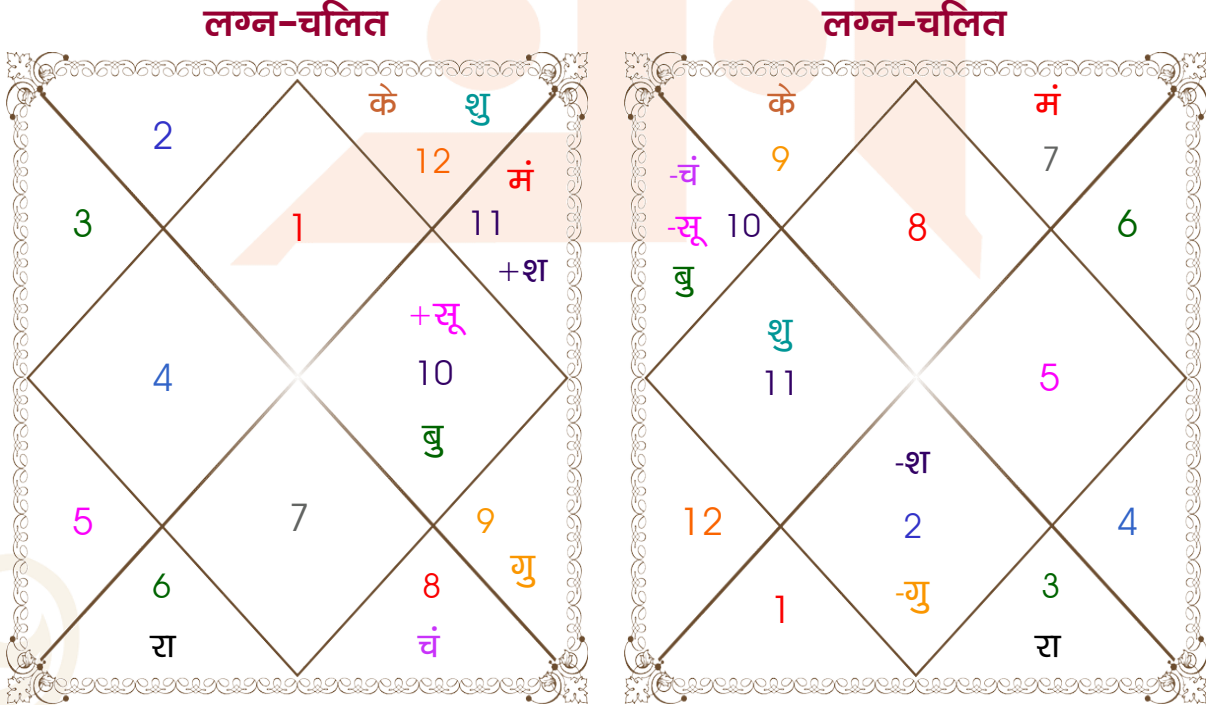 लग्न-चलित
के शु
2
12
मं
3
1
11
+श
+सू
4
10
बु
5
7
9
गु
6
8
रा
चं
लग्न-चलित
के मं
9
7
-चं
-सू 10
8
6
बु
शु
11
5
-श
12
2
4
-गु
1
3
रा